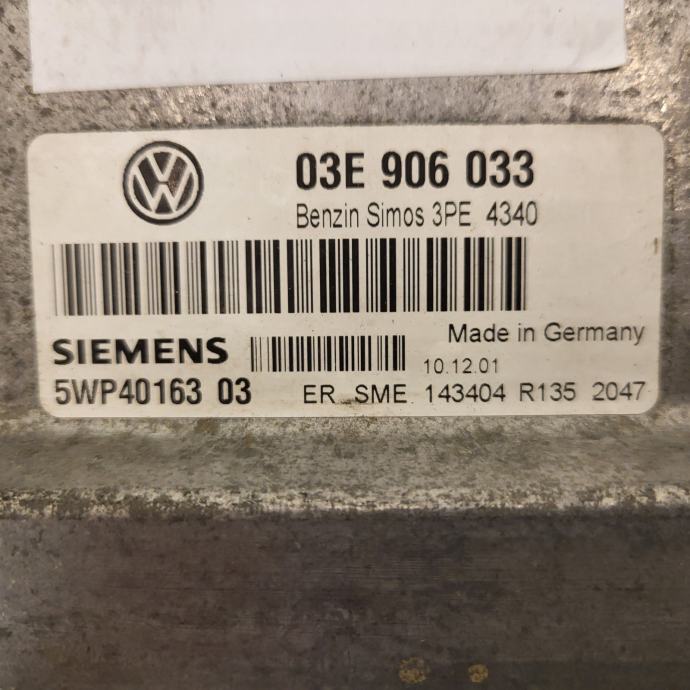 03E 906 033
Benzin Simos 3PE 4340
Made in Germany
SIEMENS
10.12.01
5WP40163 03
ER SME 143404 R135 2047